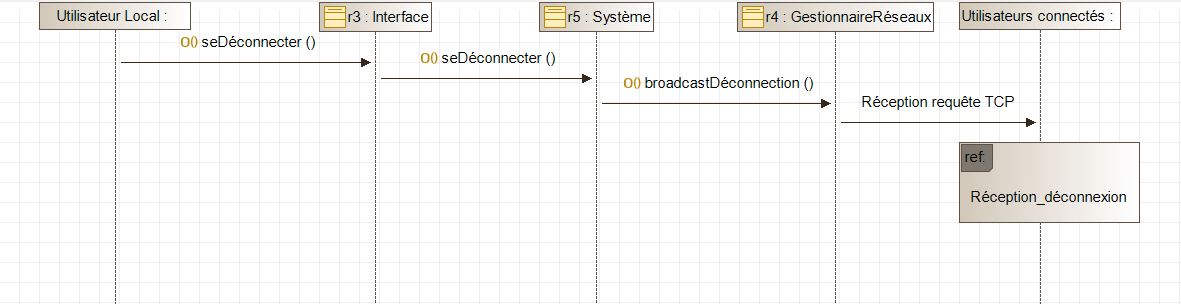 Utilisateur Local :
r3 : Interface
r5 : Système
r4 : GestionnaireRéseaux
Utilisateurs connectés :
O() seDéconnecter ()
O() seDéconnecter ()
O() broadcastDéconnection ()
Réception requête TCP
ref:
Réception_déconnexion